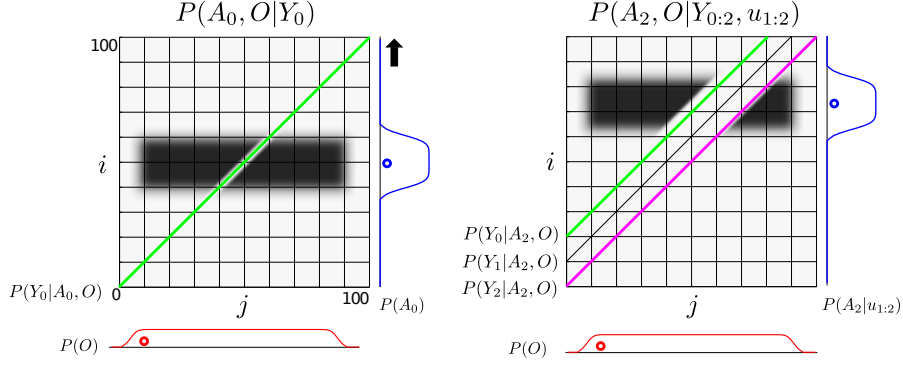 P(A_0, O|Y_0)
100
i
P(Y_0|A_0, O)
0
j
100
P(A_0)
P(O)
P(A_2, O|Y_{0:2}, u_{1:2})
i
P(Y_0|A_2, O)
P(Y_1|A_2, O)
P(Y_2|A_2, O)
j
P(A_2|u_{1:2})
P(O)